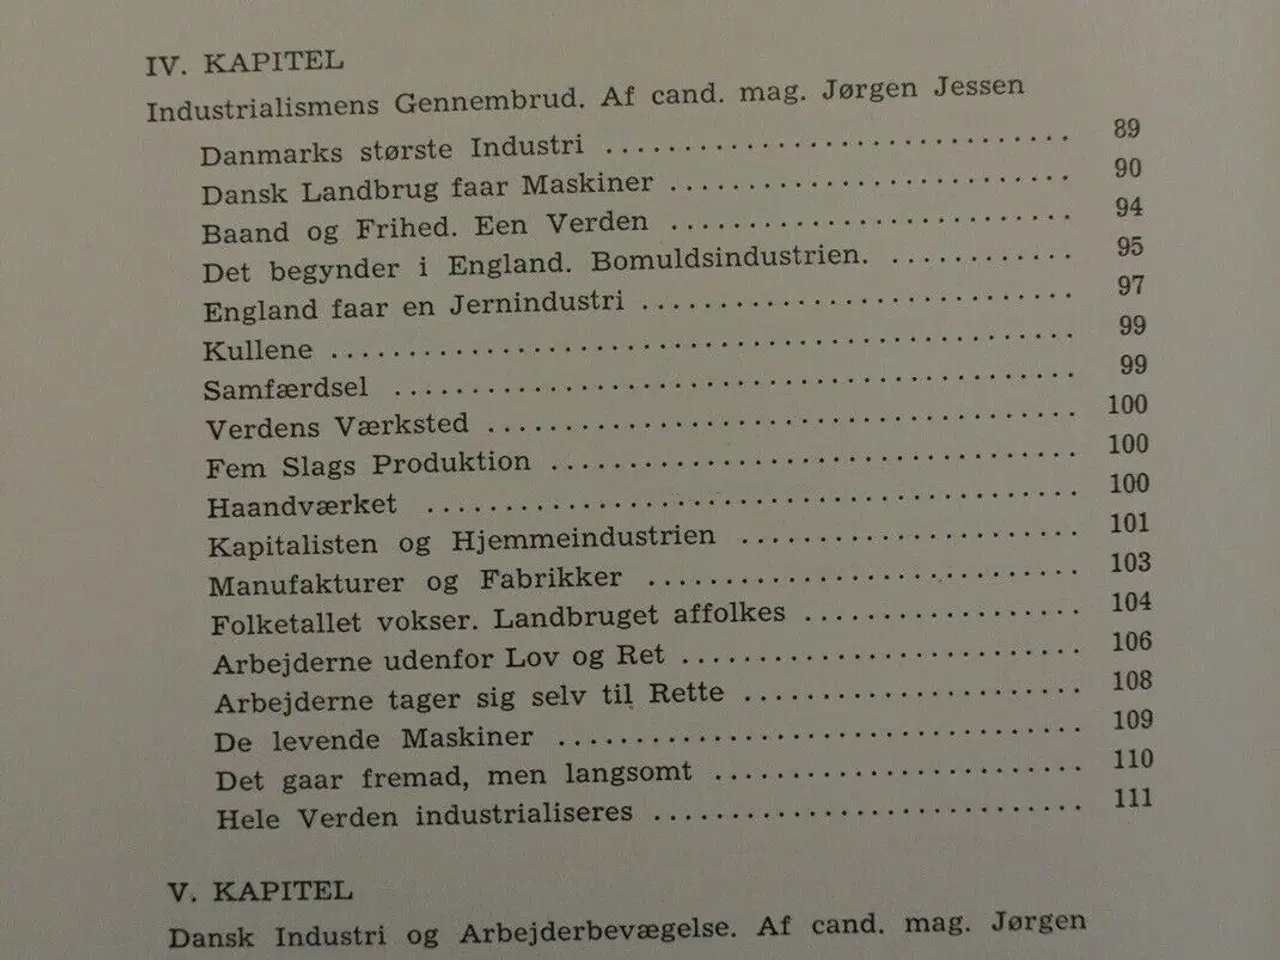 IV. KAPITEL
Industrialismens Gennembrud. Af cand. mag. Jørgen Jessen
Danmarks største Industri .............................. 89
Dansk Landbrug faar Maskiner .......................... 90
Baand og Frihed. Een Verden .......................... 94
Det begynder i England. Bomuldsindustrien. ............ 95
England faar en Jernindustri ............................ 97
Kullene ................................................ 99
Samfærdsel ............................................ 99
Verdens Værksted ...................................... 100
Fem Slags Produktion .................................. 100
Haandværket .......................................... 100
Kapitalisten og Hjemmeindustrien ...................... 101
Manufakturer og Fabrikker ............................ 103
Folketallet vokser. Landbruget affolkes .................. 104
Arbejderne udenfor Lov og Ret .......................... 106
Arbejderne tager sig selv til Rette ...................... 108
De levende Maskiner .................................. 109
Det gaar fremad, men langsomt ........................ 110
Hele Verden industrialiseres ............................ 111
V. KAPITEL
Dansk Industri og Arbejderbevægelse. Af cand. mag. Jørgen